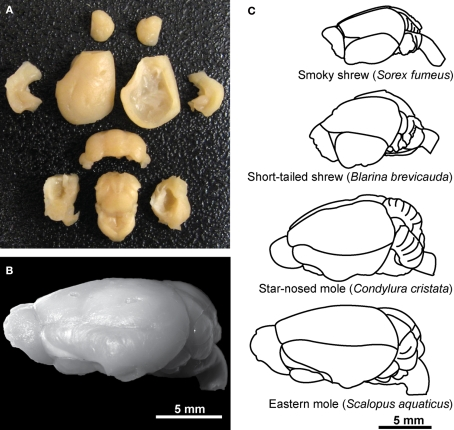 A
B
5 mm
C
Smoky shrew (Sorex fumeus)
Short-tailed shrew (Blarina brevicauda)
Star-nosed mole (Condylura cristata)
Eastern mole (Scalopus aquaticus)
5 mm